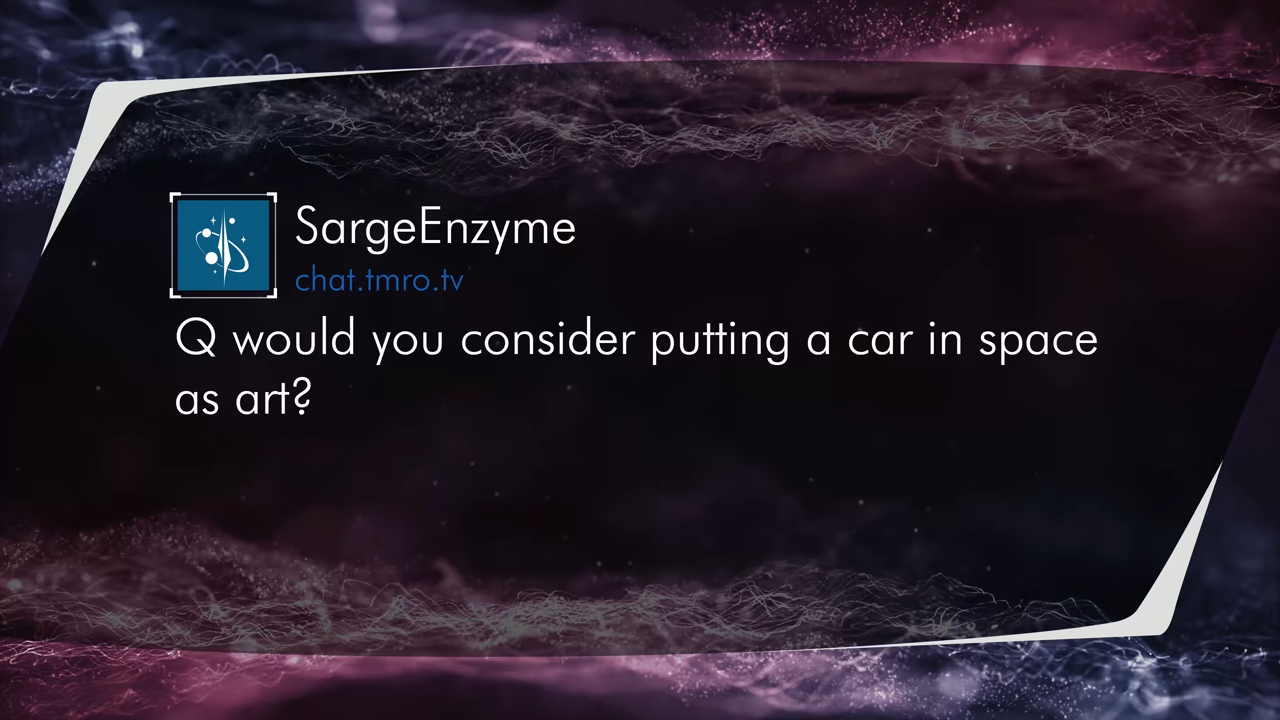 SargeEnzyme
chat.tmro.tv
Q would you consider putting a car in space
as art?